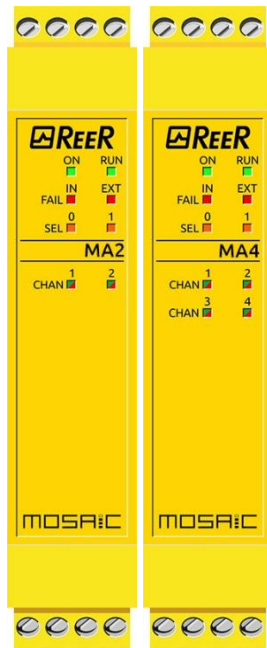 ReeR
ON RUN
IN EXT
FAIL
0 1
SEL
MA2
1 2
CHAN
MOSAIC
ReeR
ON RUN
IN EXT
FAIL
0 1
SEL
MA4
1 2
CHAN
3 4
CHAN
MOSAIC